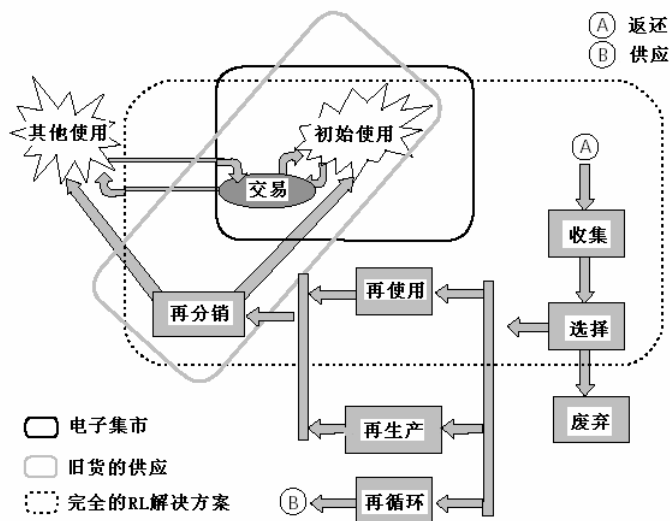 A 返还
B 供应
其他使用
初始使用
交易
A
收集
再使用
再分销
选择
再生产
废弃
电子集市
旧货的供应
完全的RL解决方案
B
再循环